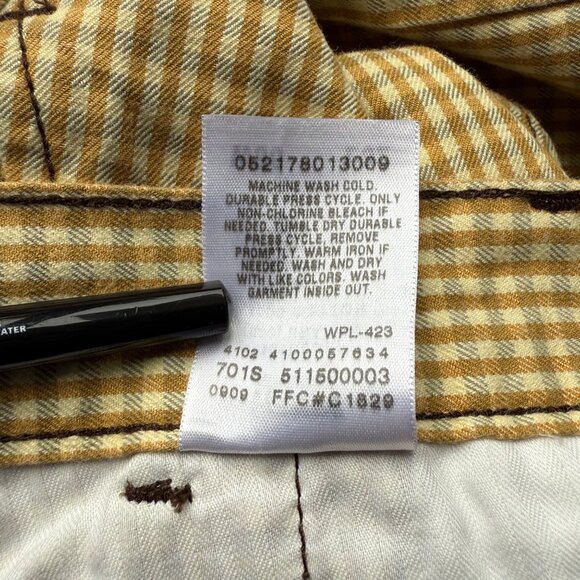 052178013009
MACHINE WASH COLD.
DURABLE PRESS CYCLE. ONLY
NON-CHLORINE BLEACH IF
NEEDED. TUMBLE DRY DURABLE
PRESS CYCLE. REMOVE
PROMPTLY. WARM IRON IF
NEEDED. WASH AND DRY
WITH LIKE COLORS. WASH
GARMENT INSIDE OUT.
WPL-423
4102 4100057634
701S 511500003
0909 FFC#C1829
ATER